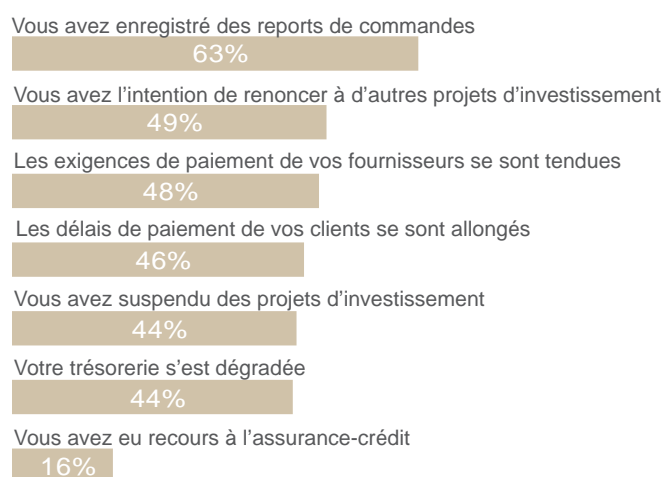 Vous avez enregistré des reports de commandes
63%
Vous avez l’intention de renoncer à d’autres projets d’investissement
49%
Les exigences de paiement de vos fournisseurs se sont tendues
48%
Les délais de paiement de vos clients se sont allongés
46%
Vous avez suspendu des projets d’investissement
44%
Votre trésorerie s’est dégradée
44%
Vous avez eu recours à l’assurance-crédit
16%